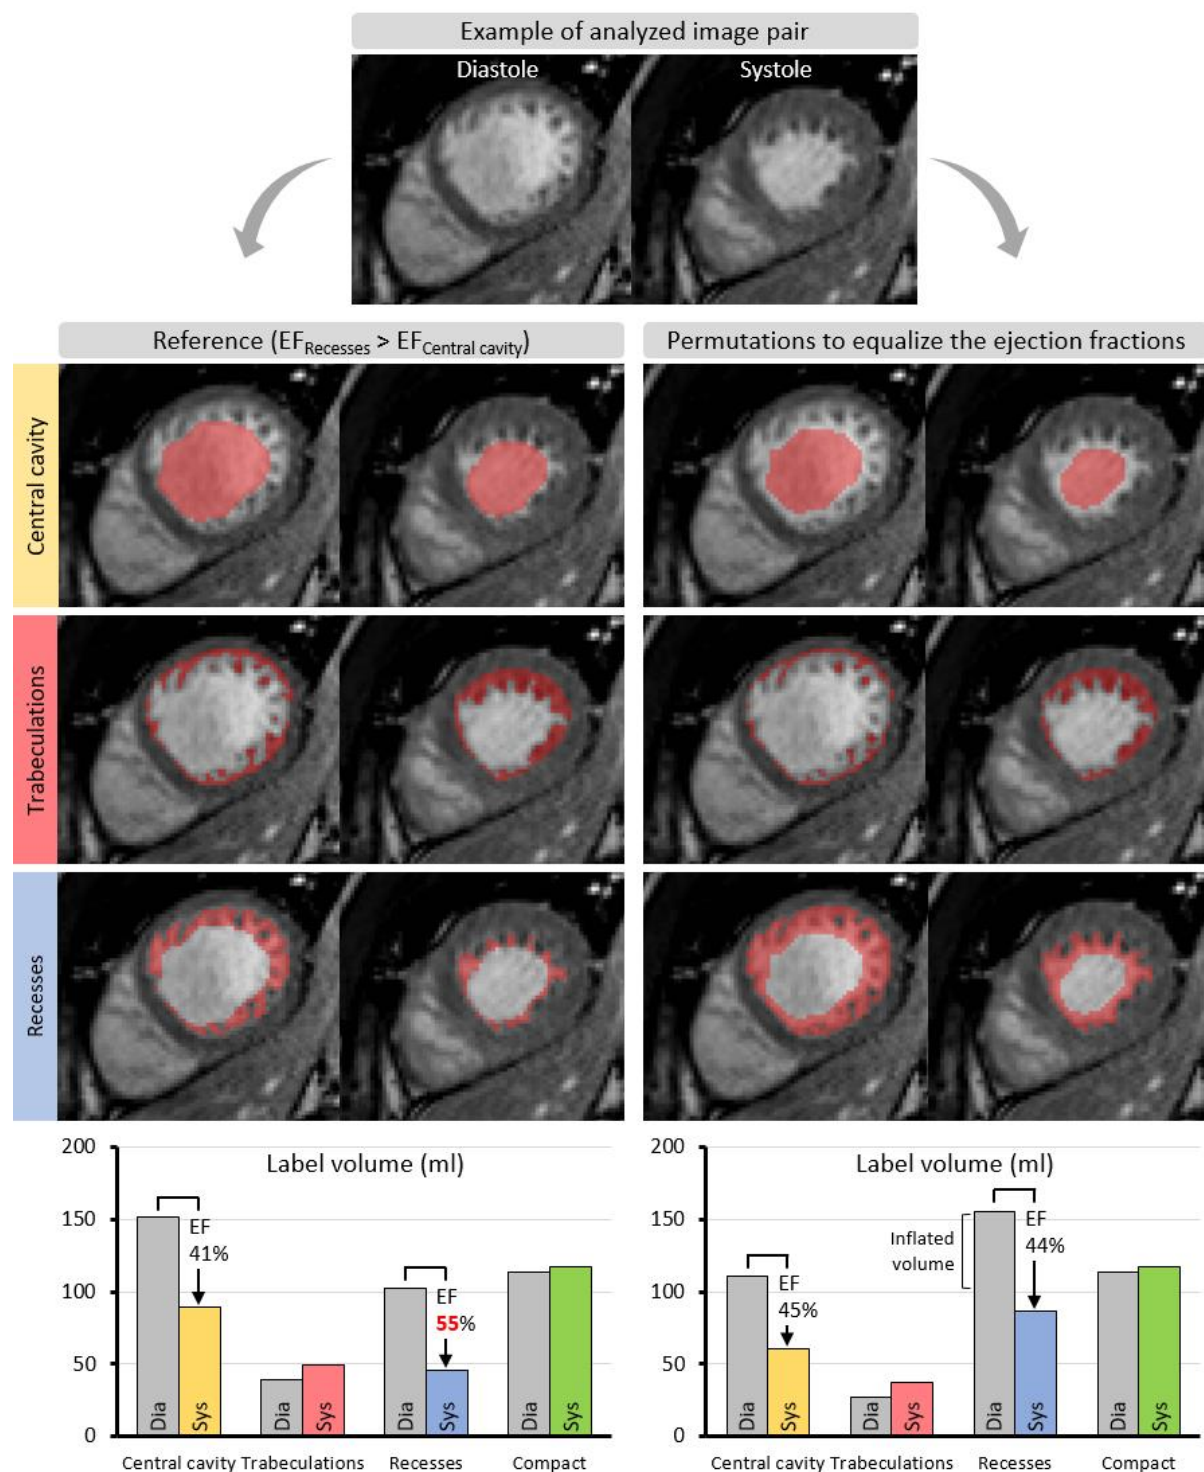 Example of analyzed image pair
Diastole
Systole
Reference (EF_Recesses > EF_Central cavity)
Permutations to equalize the ejection fractions
Central cavity
Trabeculations
Recesses
Label volume (ml)
200
150
100
50
0
EF
41%
EF
55%
Dia
Sys
Dia
Sys
Dia
Sys
Dia
Sys
Central cavity
Trabeculations
Recesses
Compact
Label volume (ml)
200
150
100
50
0
EF
45%
Inflated
volume
EF
44%
Dia
Sys
Dia
Sys
Dia
Sys
Dia
Sys
Central cavity
Trabeculations
Recesses
Compact